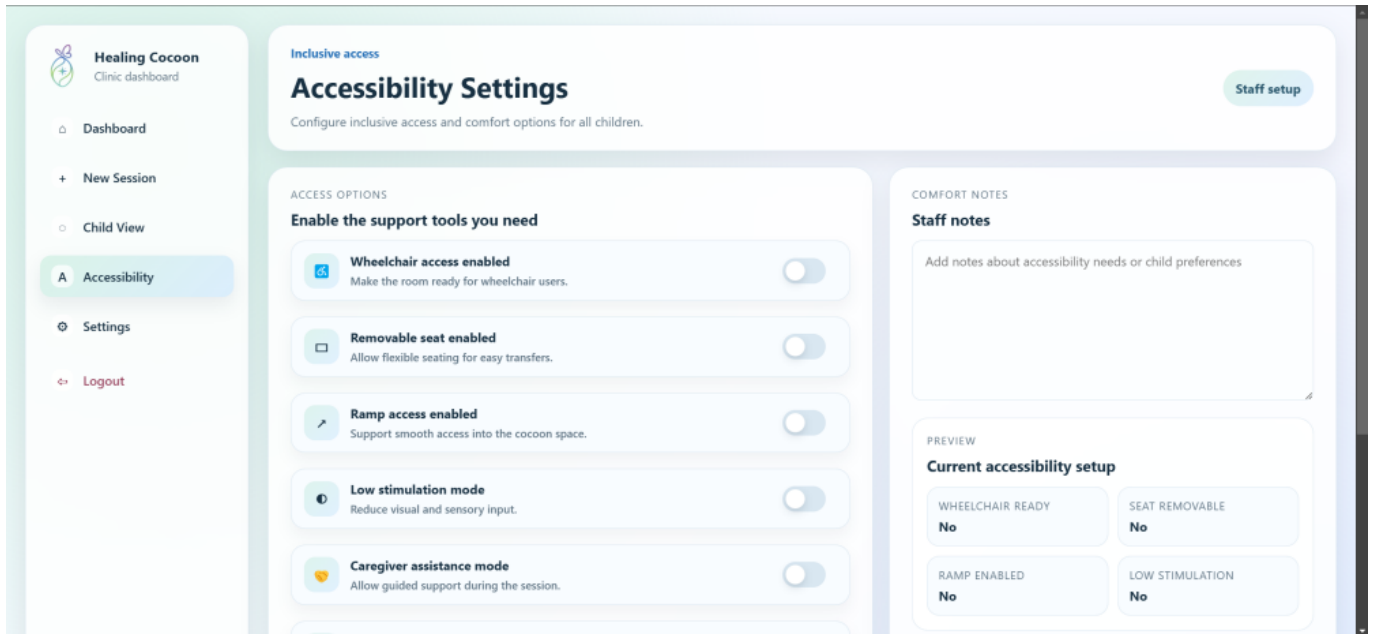 Healing Cocoon
Clinic dashboard
Dashboard
+ New Session
Child View
A Accessibility
Settings
Logout
Inclusive access
Accessibility Settings
Configure inclusive access and comfort options for all children.
Staff setup
ACCESS OPTIONS
Enable the support tools you need
Wheelchair access enabled
Make the room ready for wheelchair users.
Removable seat enabled
Allow flexible seating for easy transfers.
Ramp access enabled
Support smooth access into the cocoon space.
Low stimulation mode
Reduce visual and sensory input.
Caregiver assistance mode
Allow guided support during the session.
COMFORT NOTES
Staff notes
Add notes about accessibility needs or child preferences
PREVIEW
Current accessibility setup
WHEELCHAIR READY
No
SEAT REMOVABLE
No
RAMP ENABLED
No
LOW STIMULATION
No